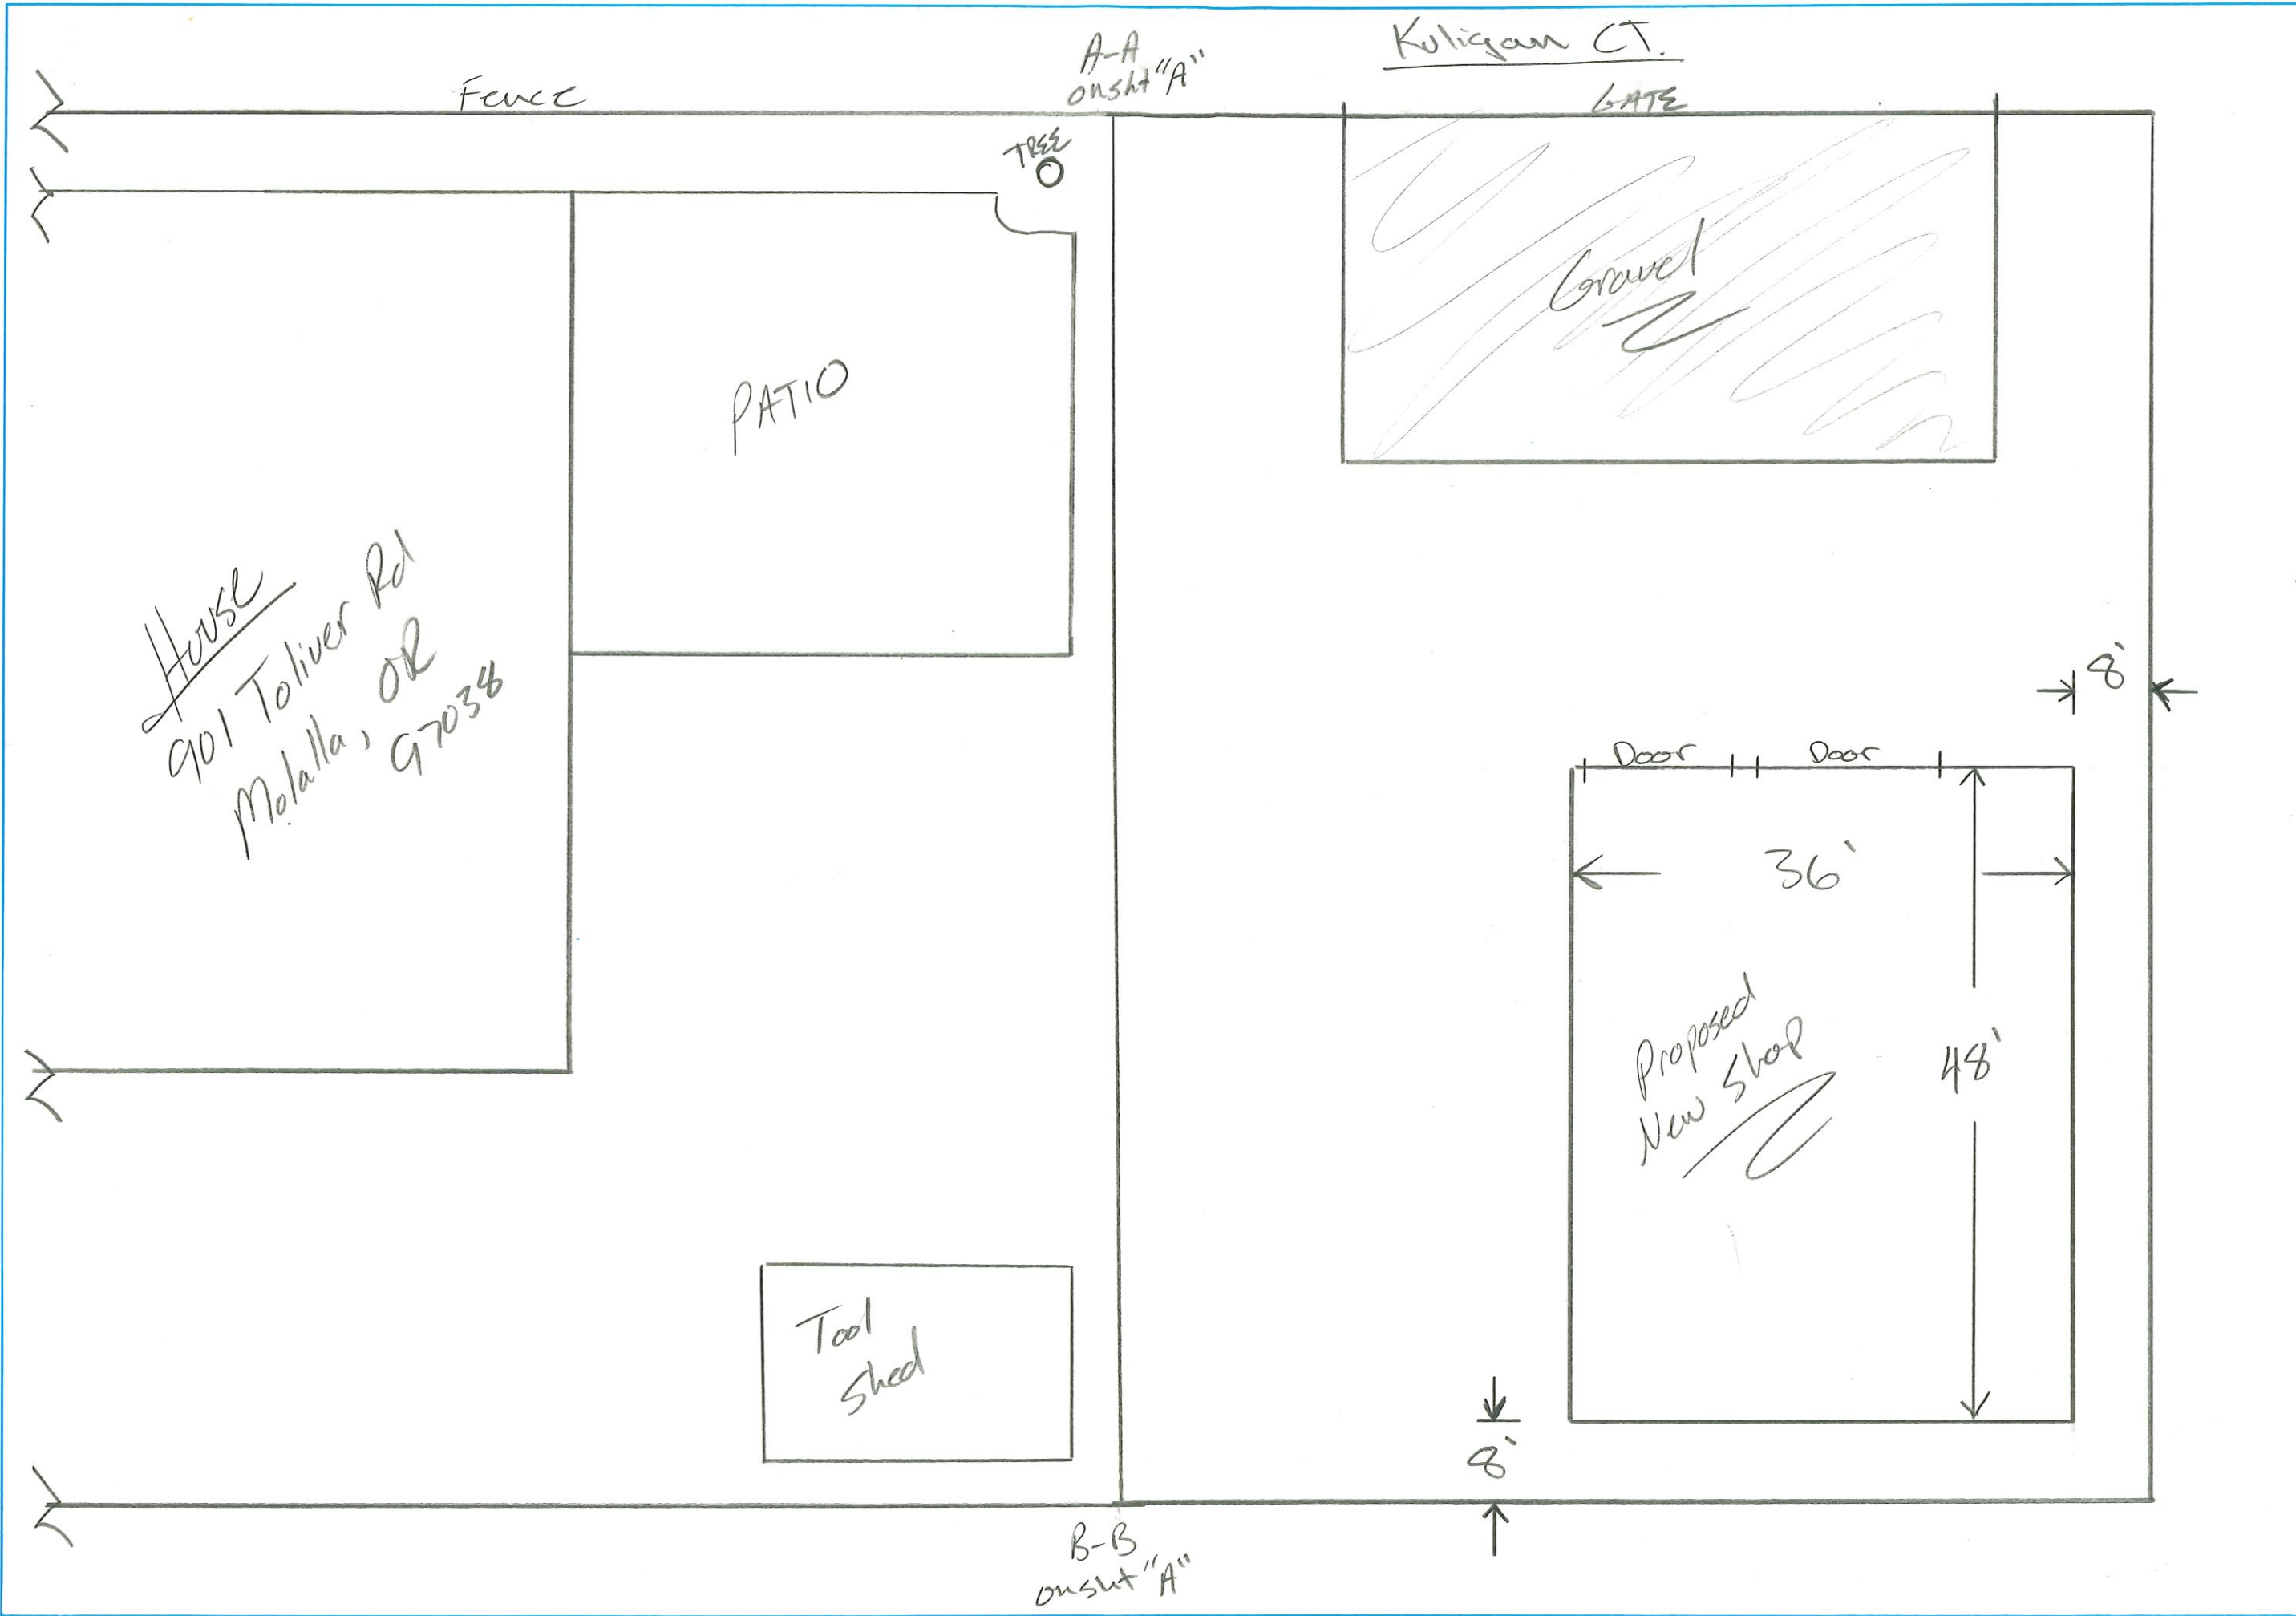 Kuligan CT.
A-A
onsht "A"
Fence
GATE
TREE
Gravel
PATIO
House
901 Toliver Rd
Molalla, OR
97038
8'
Door
Door
36'
Proposed
New Shop
48'
Tool
Shed
8'
B-B
onsht "A"